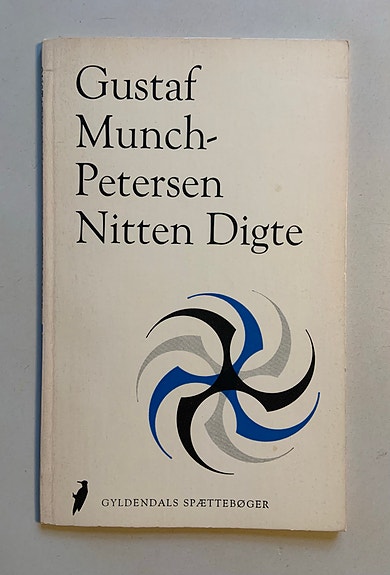 Gustaf
Munch-
Petersen
Nitten Digte
GYLDENDALS SPÆTTEBØGER